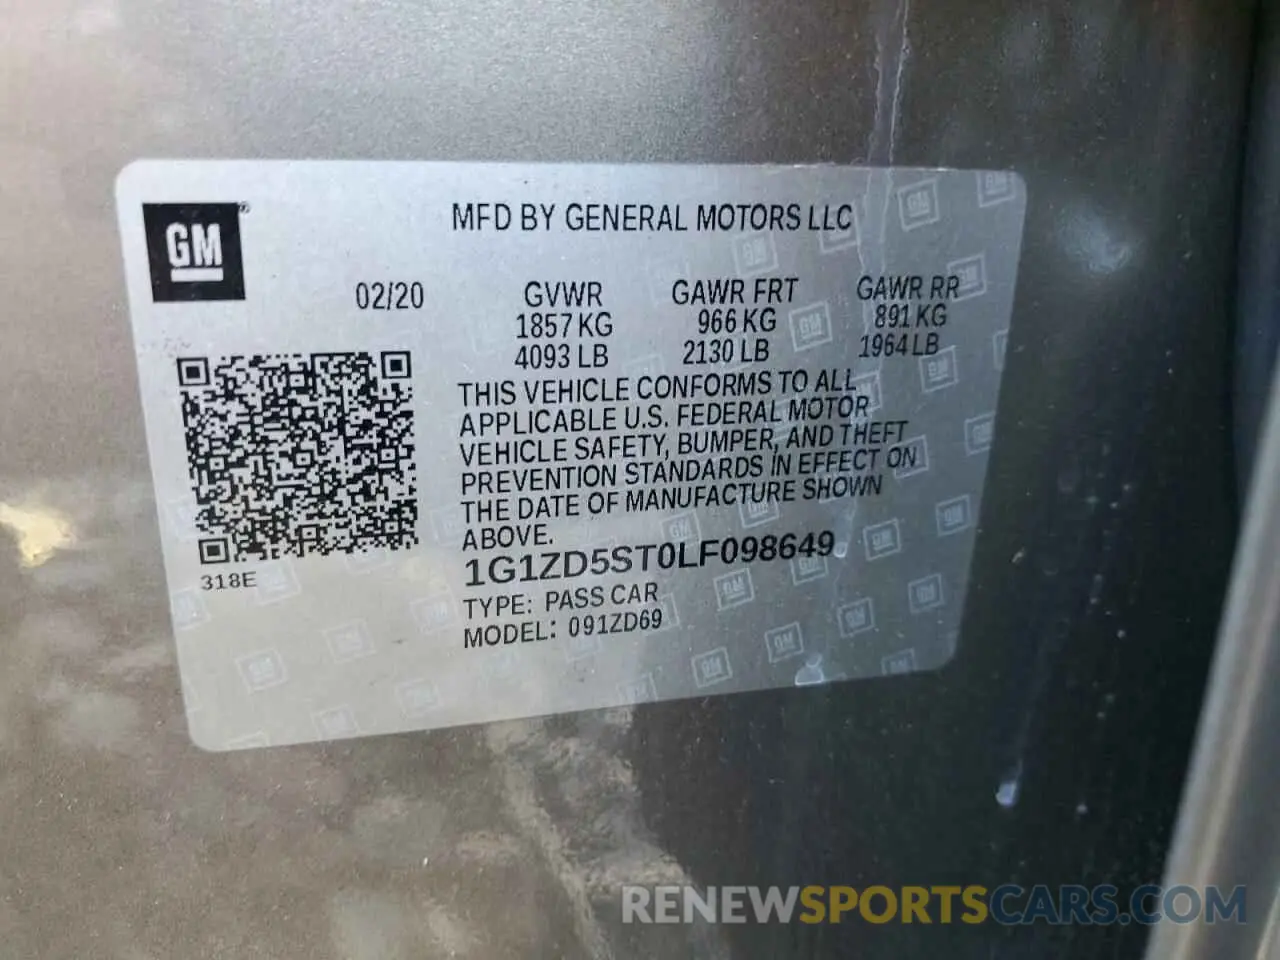 MFD BY GENERAL MOTORS LLC
GM®
02/20 GVWR GAWR FRT GAWR RR
1857 KG 966 KG 891 KG
4093 LB 2130 LB 1964 LB
THIS VEHICLE CONFORMS TO ALL
APPLICABLE U.S. FEDERAL MOTOR
VEHICLE SAFETY, BUMPER, AND THEFT
PREVENTION STANDARDS IN EFFECT ON
THE DATE OF MANUFACTURE SHOWN
ABOVE.
1G1ZD5ST0LF098649
318E
TYPE: PASS CAR
MODEL: 091ZD69
RENEWSPORTSCARS.COM